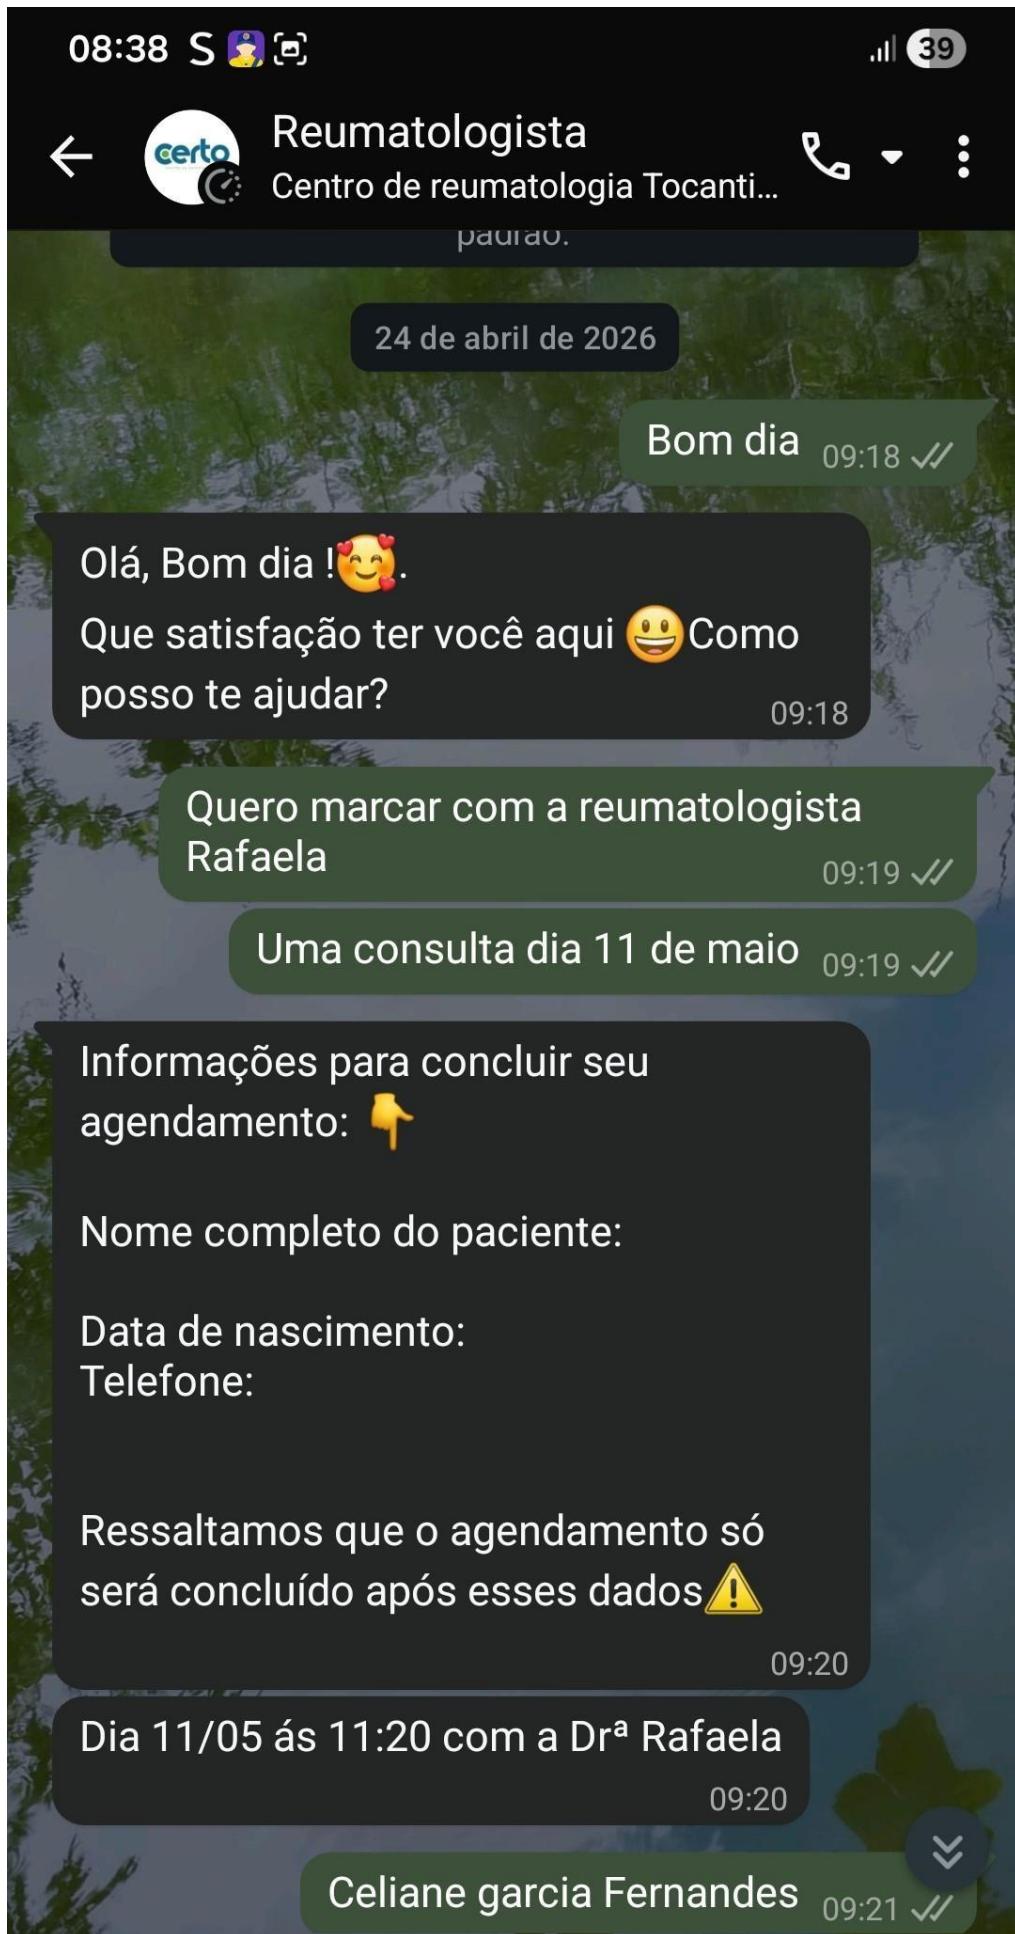 08:38 S
39
certo
Reumatologista
Centro de reumatologia Tocanti...
padrão.
24 de abril de 2026
Bom dia 09:18
Olá, Bom dia !🥰.
Que satisfação ter você aqui 😃Como
posso te ajudar?
09:18
Quero marcar com a reumatologista
Rafaela
09:19
Uma consulta dia 11 de maio 09:19
Informações para concluir seu
agendamento: 👇
Nome completo do paciente:
Data de nascimento:
Telefone:
Ressaltamos que o agendamento só
será concluído após esses dados⚠️
09:20
Dia 11/05 ás 11:20 com a Drª Rafaela
09:20
Celiane garcia Fernandes 09:21